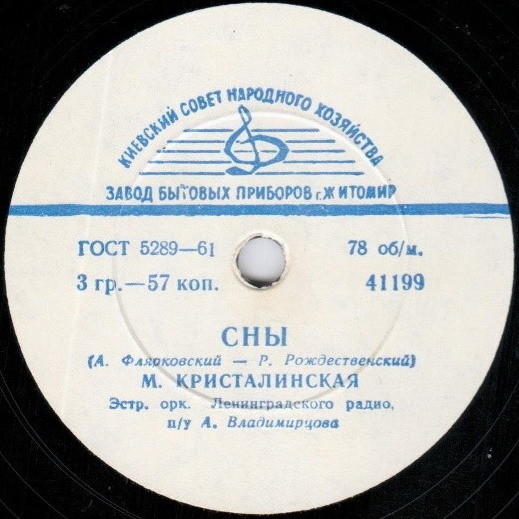 КИЕВСКИЙ СОВЕТ НАРОДНОГО ХОЗЯЙСТВА
ЗАВОД БЫТОВЫХ ПРИБОРОВ г. ЖИТОМИР
ГОСТ 5289—61
78 об/м.
3 гр.—57 коп.
41199
СНЫ
(А. Флярковский — Р. Рождественский)
М. КРИСТАЛИНСКАЯ
Эстр. орк. Ленинградского радио,
п/у А. Владимирцова